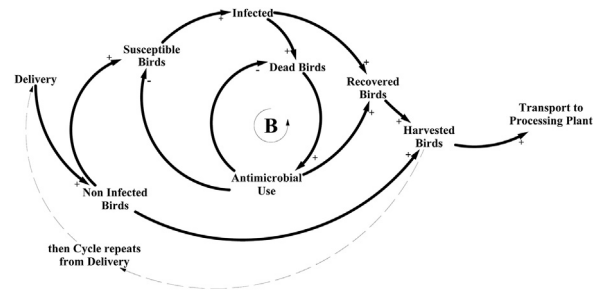 Infected
+
Susceptible
Birds
+
+
+
Delivery
-
-
Dead Birds
Recovered
Birds
+
B
+
Harvested
Birds
+
Transport to
Processing Plant
+
+
+
+
Non Infected
Birds
Antimicrobial
Use
then Cycle repeats
from Delivery